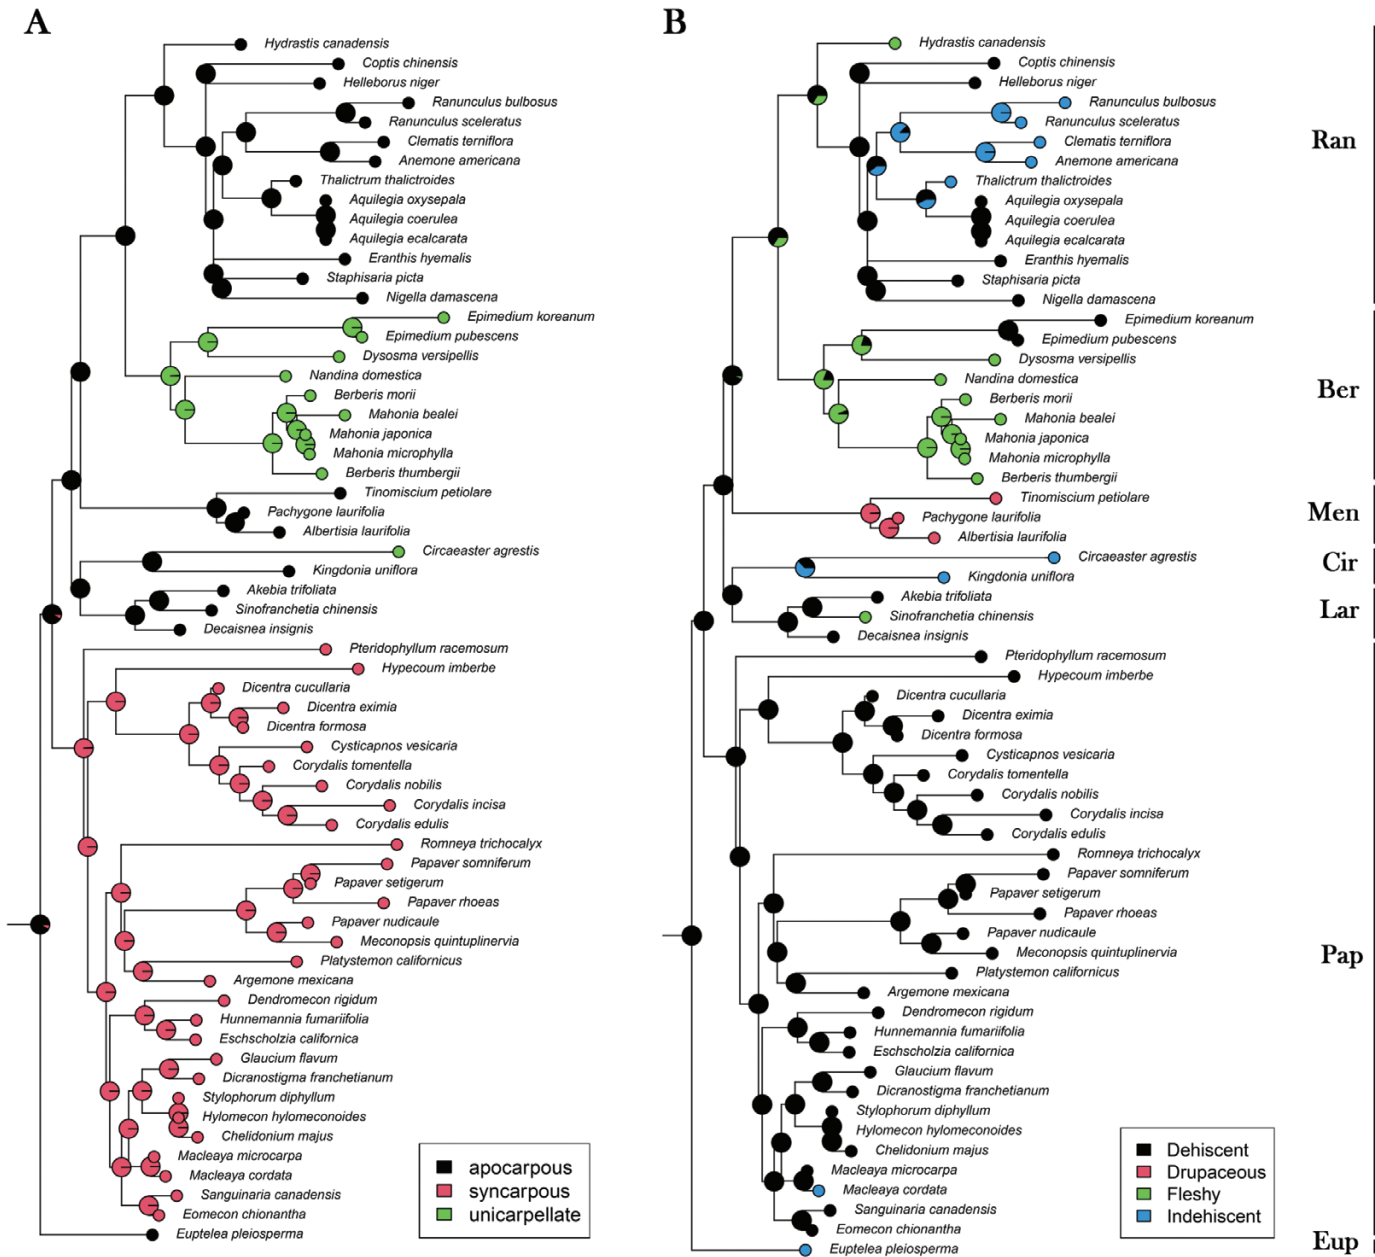 A
Hydrastis canadensis
Coptis chinensis
Helleborus niger
Ranunculus bulbosus
Ranunculus sceleratus
Clematis terniflora
Anemone americana
Thalictrum thalictroides
Aquilegia oxysepala
Aquilegia coerulea
Aquilegia ecalcarata
Eranthis hyemalis
Staphisaria picta
Nigella damascena
Epimedium koreanum
Epimedium pubescens
Dysosma versipellis
Nandina domestica
Berberis morii
Mahonia bealei
Mahonia japonica
Mahonia microphylla
Berberis thumbergii
Tinomiscium petiolare
Pachygone laurifolia
Albertisia laurifolia
Circaeaster agrestis
Kingdonia uniflora
Akebia trifoliata
Sinofranchetia chinensis
Decaisnea insignis
Pteridophyllum racemosum
Hypecoum imberbe
Dicentra cucullaria
Dicentra eximia
Dicentra formosa
Cysticapnos vesicaria
Corydalis tomentella
Corydalis nobilis
Corydalis incisa
Corydalis edulis
Romneya trichocalyx
Papaver somniferum
Papaver setigerum
Papaver rhoeas
Papaver nudicaule
Meconopsis quintuplinervia
Platystemon californicus
Argemone mexicana
Dendromecon rigidum
Hunnemannia fumariifolia
Eschscholzia californica
Glaucium flavum
Dicranostigma franchetianum
Stylophorum diphyllum
Hylomecon hylomeconoides
Chelidonium majus
Macleaya microcarpa
Macleaya cordata
Sanguinaria canadensis
Eomecon chionantha
Euptelea pleiosperma
apocarpous
syncarpous
unicarpellate
B
Hydrastis canadensis
Coptis chinensis
Helleborus niger
Ranunculus bulbosus
Ranunculus sceleratus
Clematis terniflora
Anemone americana
Thalictrum thalictroides
Aquilegia oxysepala
Aquilegia coerulea
Aquilegia ecalcarata
Eranthis hyemalis
Staphisaria picta
Nigella damascena
Epimedium koreanum
Epimedium pubescens
Dysosma versipellis
Nandina domestica
Berberis morii
Mahonia bealei
Mahonia japonica
Mahonia microphylla
Berberis thumbergii
Tinomiscium petiolare
Pachygone laurifolia
Albertisia laurifolia
Circaeaster agrestis
Kingdonia uniflora
Akebia trifoliata
Sinofranchetia chinensis
Decaisnea insignis
Pteridophyllum racemosum
Hypecoum imberbe
Dicentra cucullaria
Dicentra eximia
Dicentra formosa
Cysticapnos vesicaria
Corydalis tomentella
Corydalis nobilis
Corydalis incisa
Corydalis edulis
Romneya trichocalyx
Papaver somniferum
Papaver setigerum
Papaver rhoeas
Papaver nudicaule
Meconopsis quintuplinervia
Platystemon californicus
Argemone mexicana
Dendromecon rigidum
Hunnemannia fumariifolia
Eschscholzia californica
Glaucium flavum
Dicranostigma franchetianum
Stylophorum diphyllum
Hylomecon hylomeconoides
Chelidonium majus
Macleaya microcarpa
Macleaya cordata
Sanguinaria canadensis
Eomecon chionantha
Euptelea pleiosperma
Dehiscent
Drupaceous
Fleshy
Indehiscent
Ran
Ber
Men
Cir
Lar
Pap
Eup